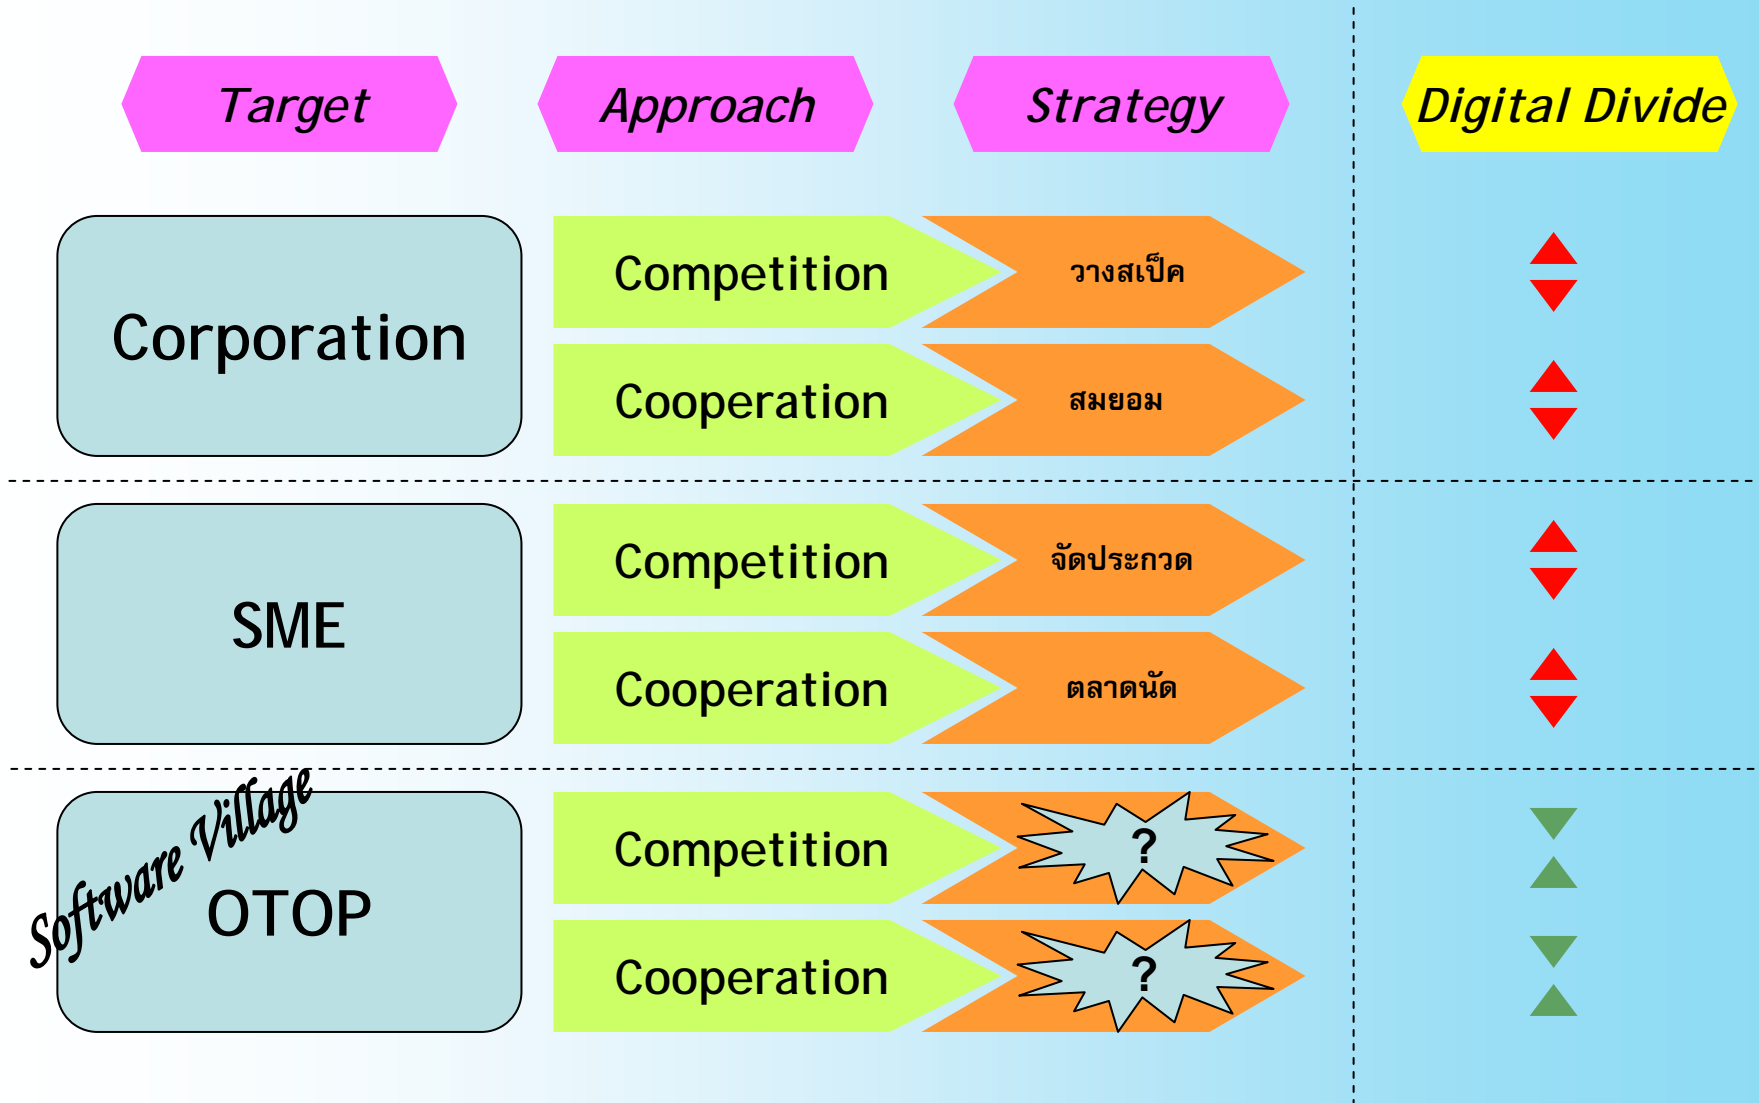 Target
Approach
Strategy
Digital Divide
Corporation
Competition
วางสเป็ค
Cooperation
สมยอม
SME
Competition
จัดประกวด
Cooperation
ตลาดนัด
Software Village
OTOP
Competition
?
Cooperation
?